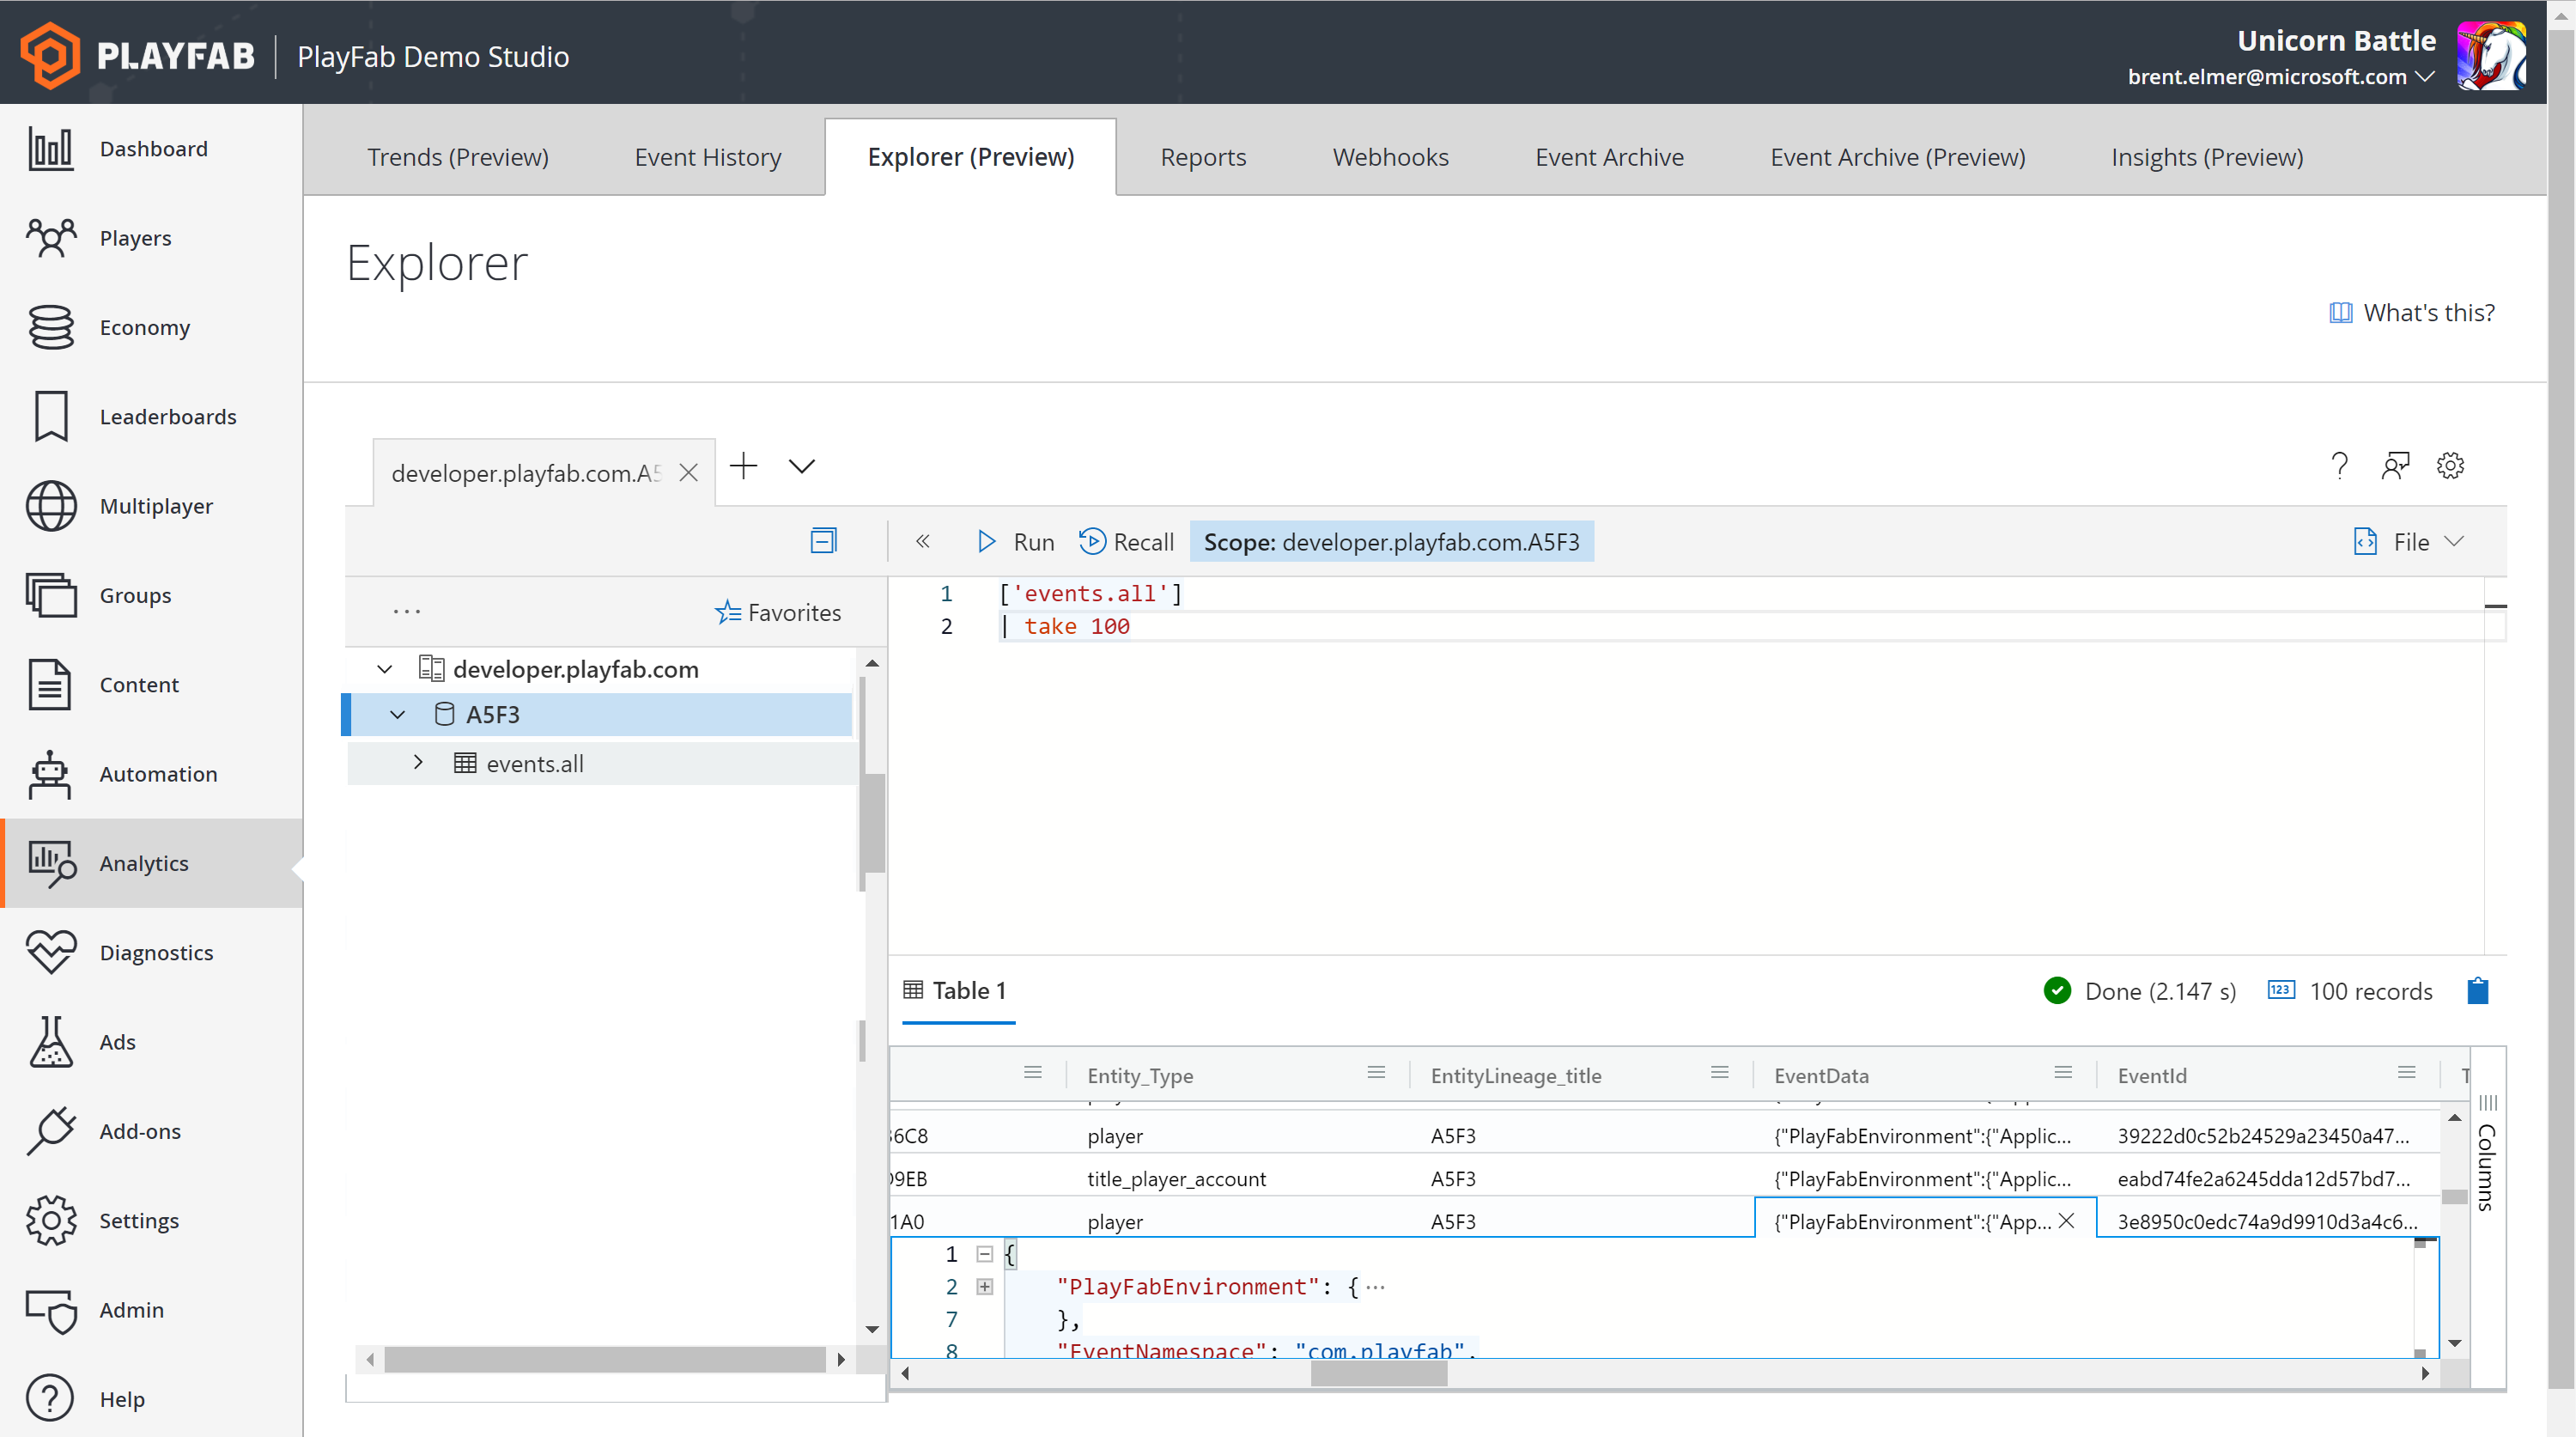 PLAYFAB
PlayFab Demo Studio
Unicorn Battle
brent.elmer@microsoft.com
Dashboard
Players
Economy
Leaderboards
Multiplayer
Groups
Content
Automation
Analytics
Diagnostics
Ads
Add-ons
Settings
Admin
Help
Trends (Preview)
Event History
Explorer (Preview)
Reports
Webhooks
Event Archive
Event Archive (Preview)
Insights (Preview)
Explorer
What's this?
developer.playfab.com.A5
Run
Recall
Scope: developer.playfab.com.A5F3
File
... Favorites
developer.playfab.com
A5F3
events.all
1 ['events.all']
2 | take 100
Table 1
Done (2.147 s)
123 100 records
Entity_Type EntityLineage_title EventData EventId
36C8 player A5F3 {"PlayFabEnvironment":{"Applic... 39222d0c52b24529a23450a47...
9EB title_player_account A5F3 {"PlayFabEnvironment":{"Applic... eabd74fe2a6245dda12d57bd7...
1A0 player A5F3 {"PlayFabEnvironment":{"App... 3e8950c0edc74a9d9910d3a4c6...
1 {
2 "PlayFabEnvironment": { ...
7 },
8 "EventNamespace": "com.playfab",
Columns